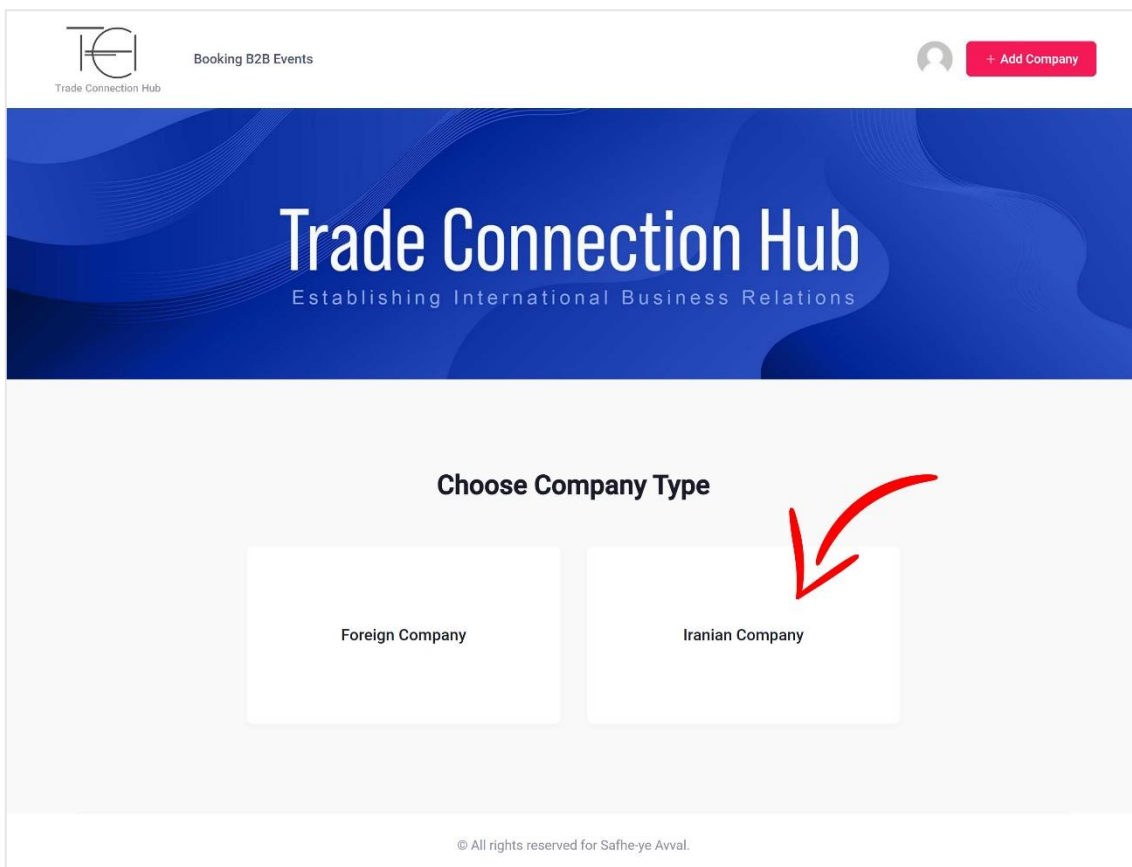 Trade Connection Hub
Booking B2B Events
+ Add Company
Trade Connection Hub
Establishing International Business Relations
Choose Company Type
Foreign Company
Iranian Company
© All rights reserved for Safhe-ye Avval.